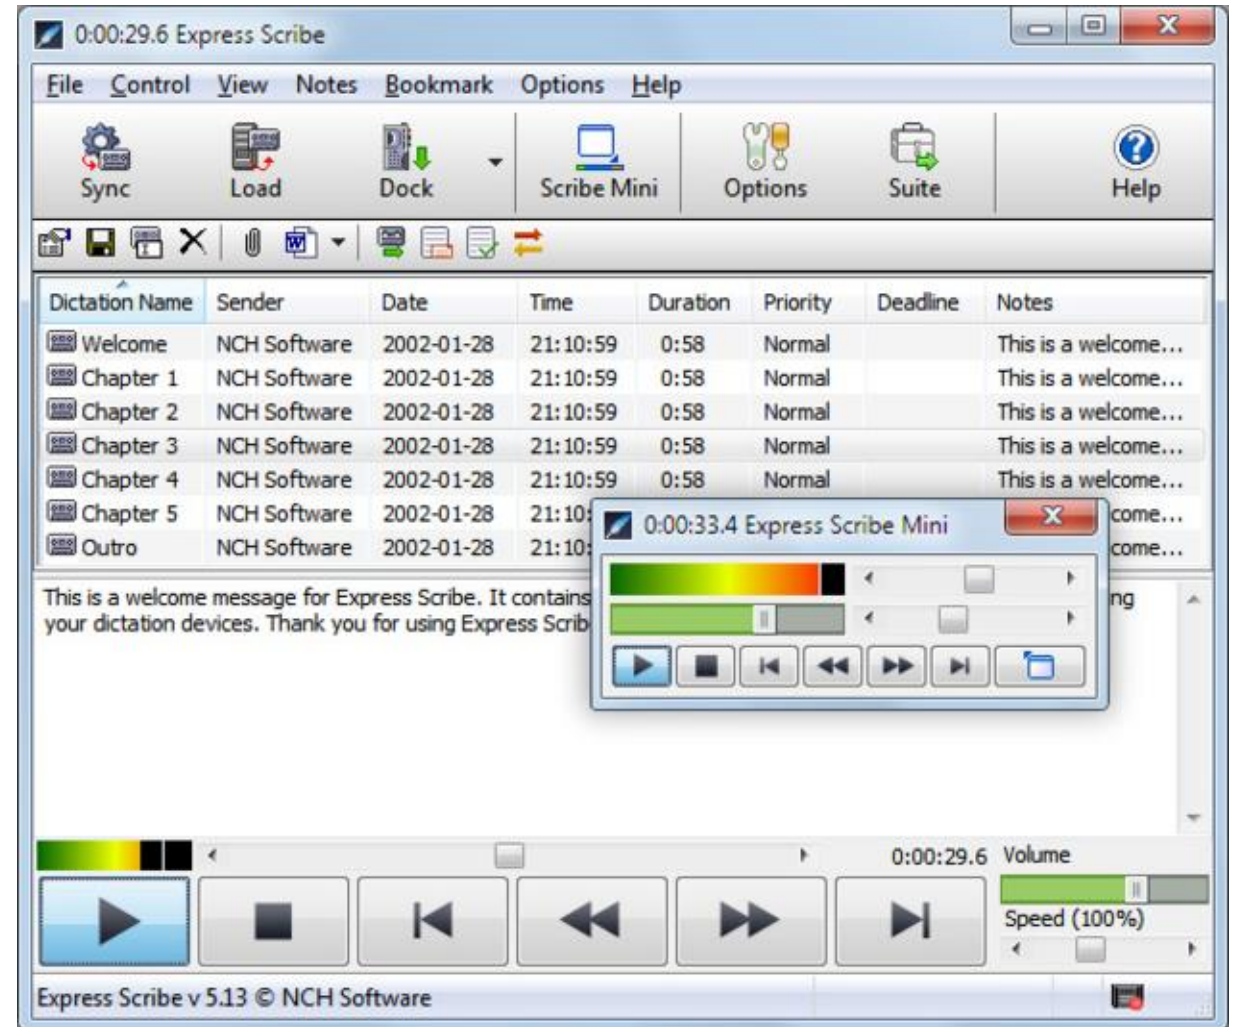 0:00:29.6 Express Scribe
File Control View Notes Bookmark Options Help
Sync Load Dock Scribe Mini Options Suite Help
Dictation Name Sender Date Time Duration Priority Deadline Notes
Welcome NCH Software 2002-01-28 21:10:59 0:58 Normal This is a welcome...
Chapter 1 NCH Software 2002-01-28 21:10:59 0:58 Normal This is a welcome...
Chapter 2 NCH Software 2002-01-28 21:10:59 0:58 Normal This is a welcome...
Chapter 3 NCH Software 2002-01-28 21:10:59 0:58 Normal This is a welcome...
Chapter 4 NCH Software 2002-01-28 21:10:59 0:58 Normal This is a welcome...
Chapter 5 NCH Software 2002-01-28 21:10: come...
Outro NCH Software 2002-01-28 21:10: come...
0:00:33.4 Express Scribe Mini
This is a welcome message for Express Scribe. It contains ng
your dictation devices. Thank you for using Express Scrib
0:00:29.6 Volume
Speed (100%)
Express Scribe v 5.13 © NCH Software